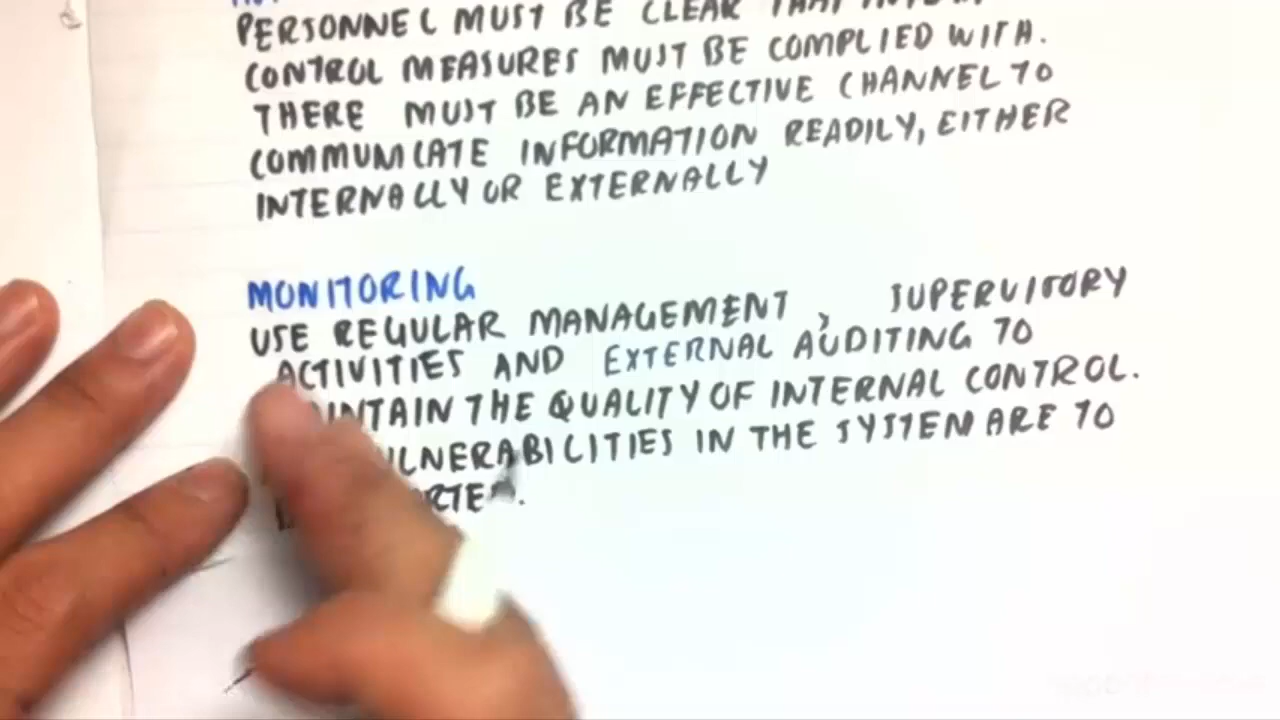 PERSONNEL MUST BE CLEAR THAT
CONTROL MEASURES MUST BE COMPLIED WITH.
THERE MUST BE AN EFFECTIVE CHANNEL TO
COMMUNICATE INFORMATION READILY, EITHER
INTERNALLY OR EXTERNALLY
MONITORING
USE REGULAR MANAGEMENT, SUPERVISORY
ACTIVITIES AND EXTERNAL AUDITING TO
THE QUALITY OF INTERNAL CONTROL.
IN THE SYSTEM ARE TO